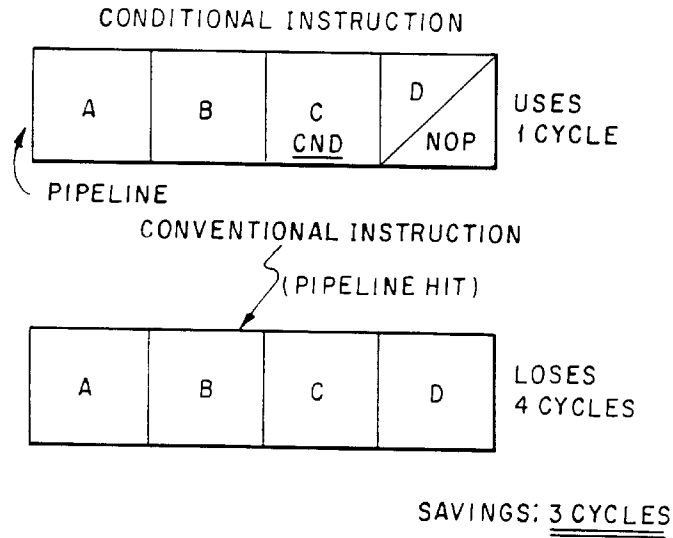 CONDITIONAL INSTRUCTION
A B C D
CND NOP
USES
1 CYCLE
PIPELINE
CONVENTIONAL INSTRUCTION
(PIPELINE HIT)
A B C D
LOSES
4 CYCLES
SAVINGS: 3 CYCLES